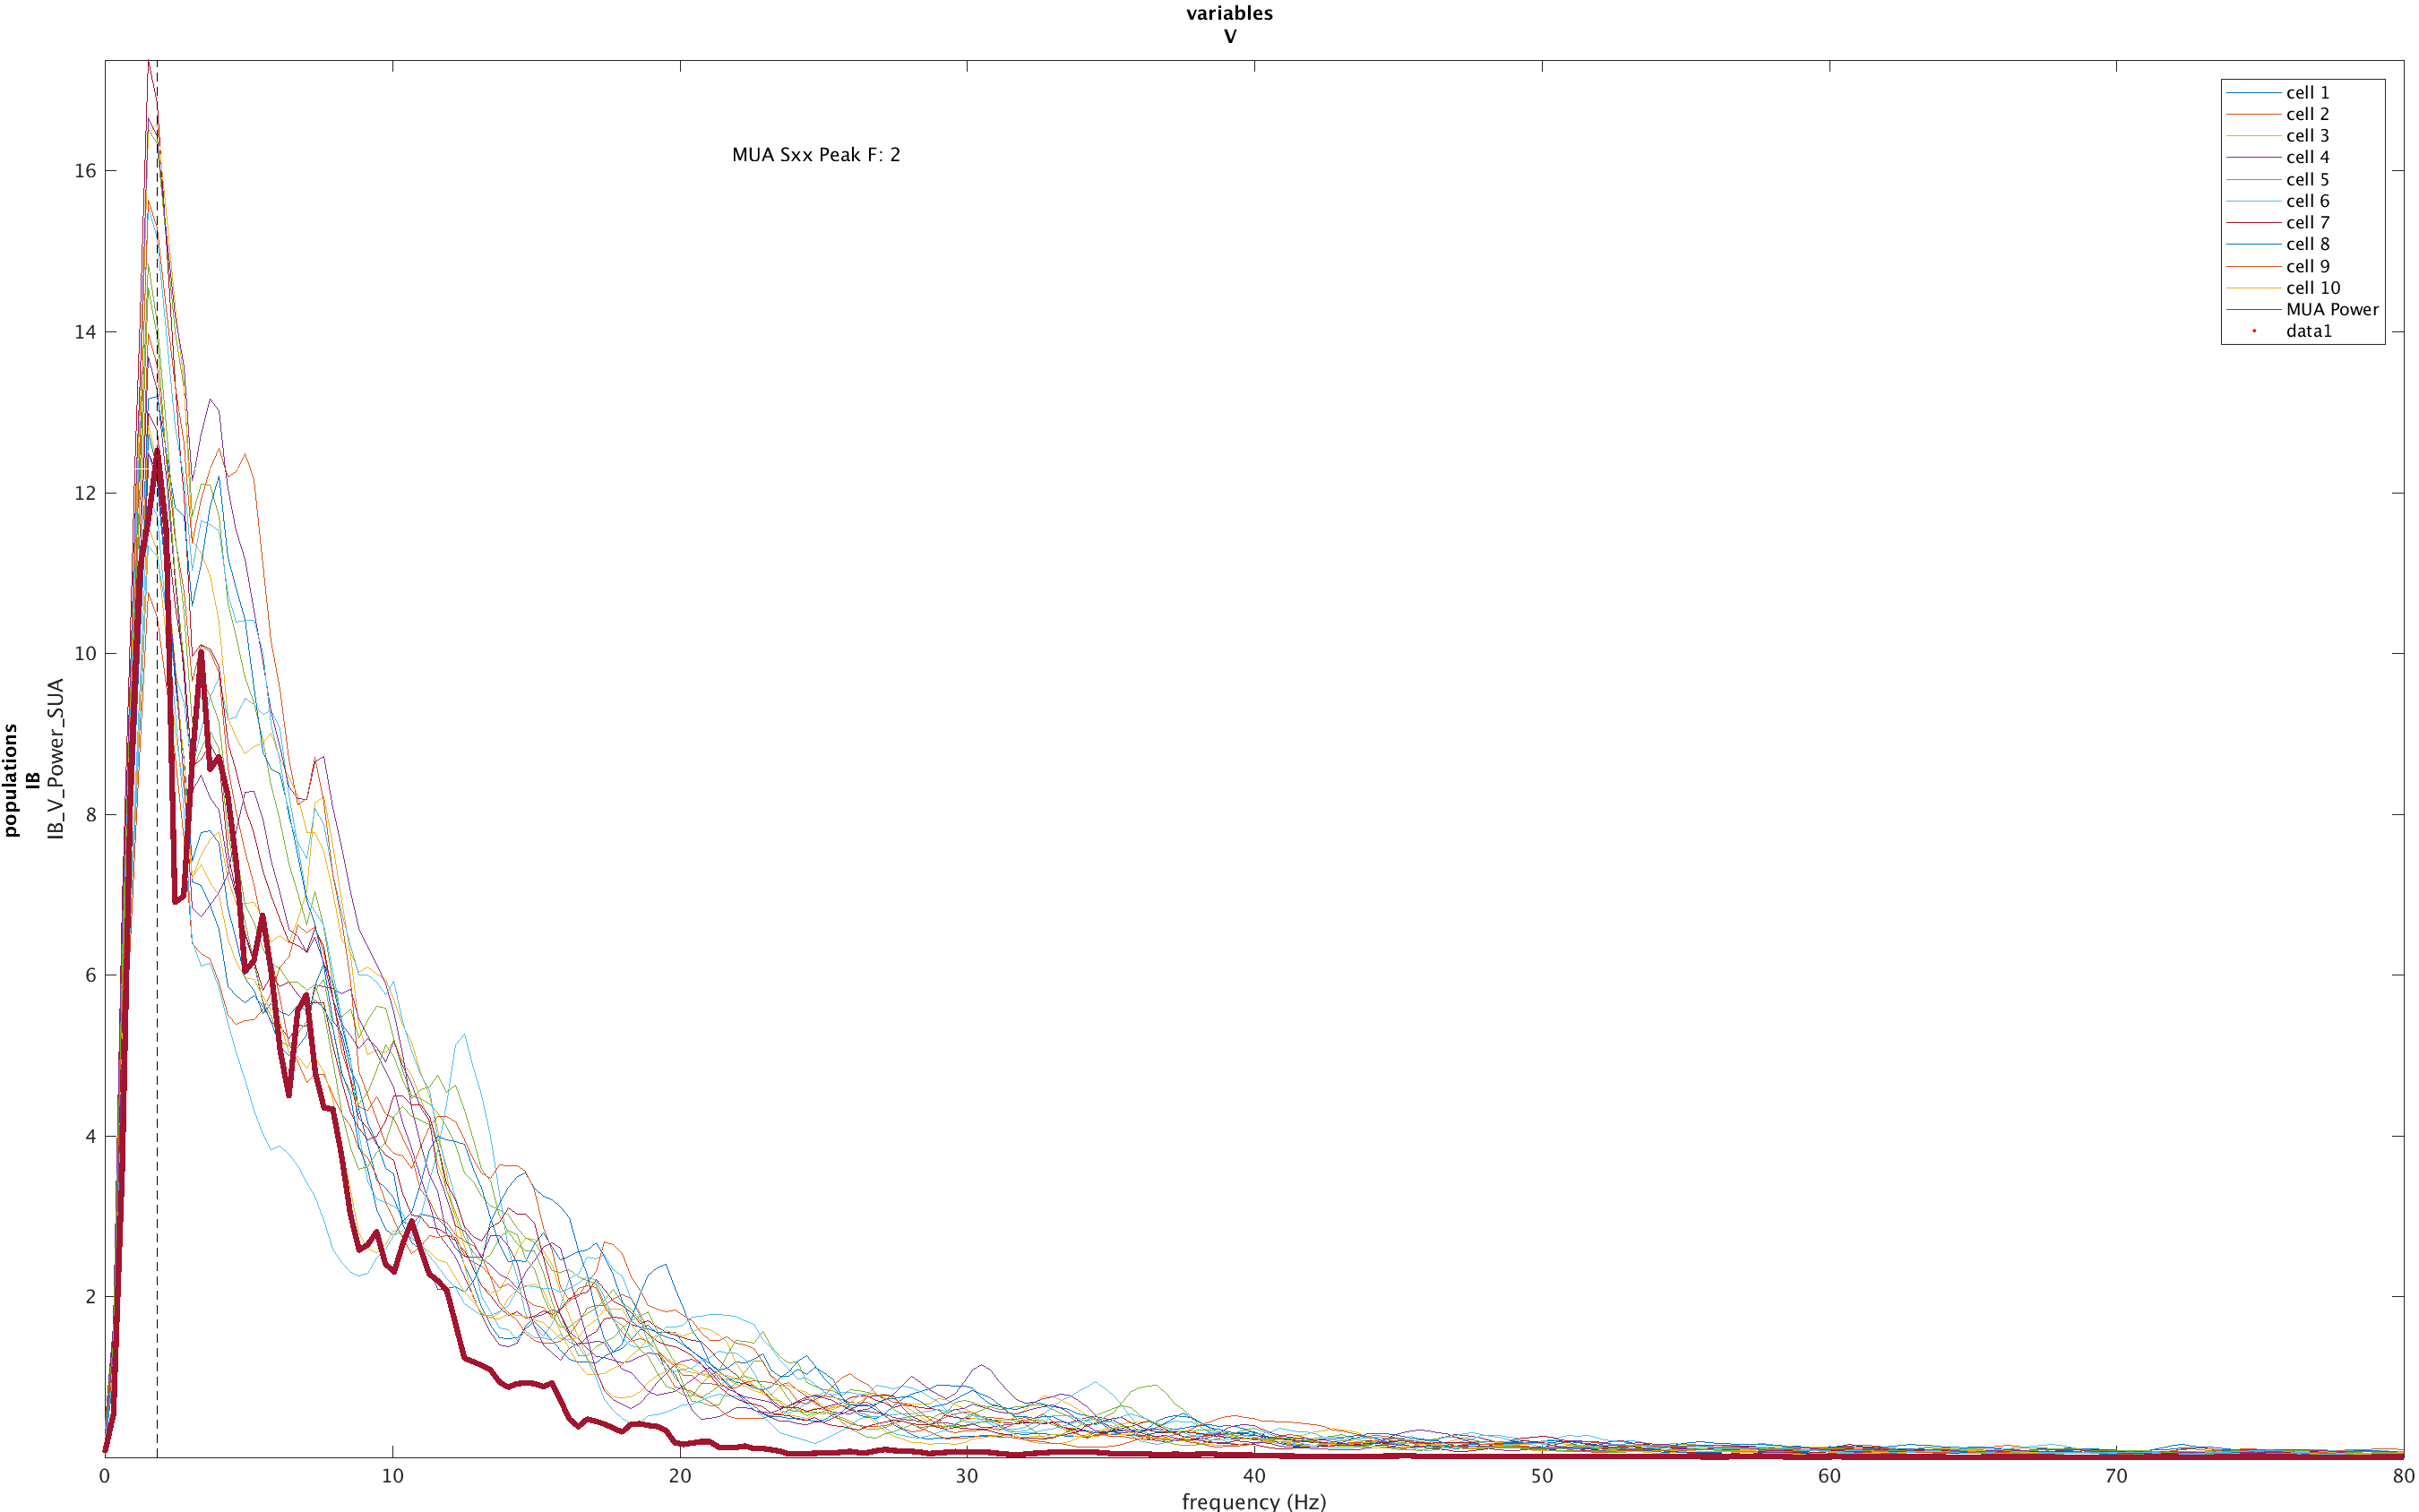 variables
V
MUA Sxx Peak F: 2
cell 1
cell 2
cell 3
cell 4
cell 5
cell 6
cell 7
cell 8
cell 9
cell 10
MUA Power
data1
populations
IB
IB_V_Power_SUA
16
14
12
10
8
6
4
2
0
10
20
30
40
50
60
70
80
frequency (Hz)